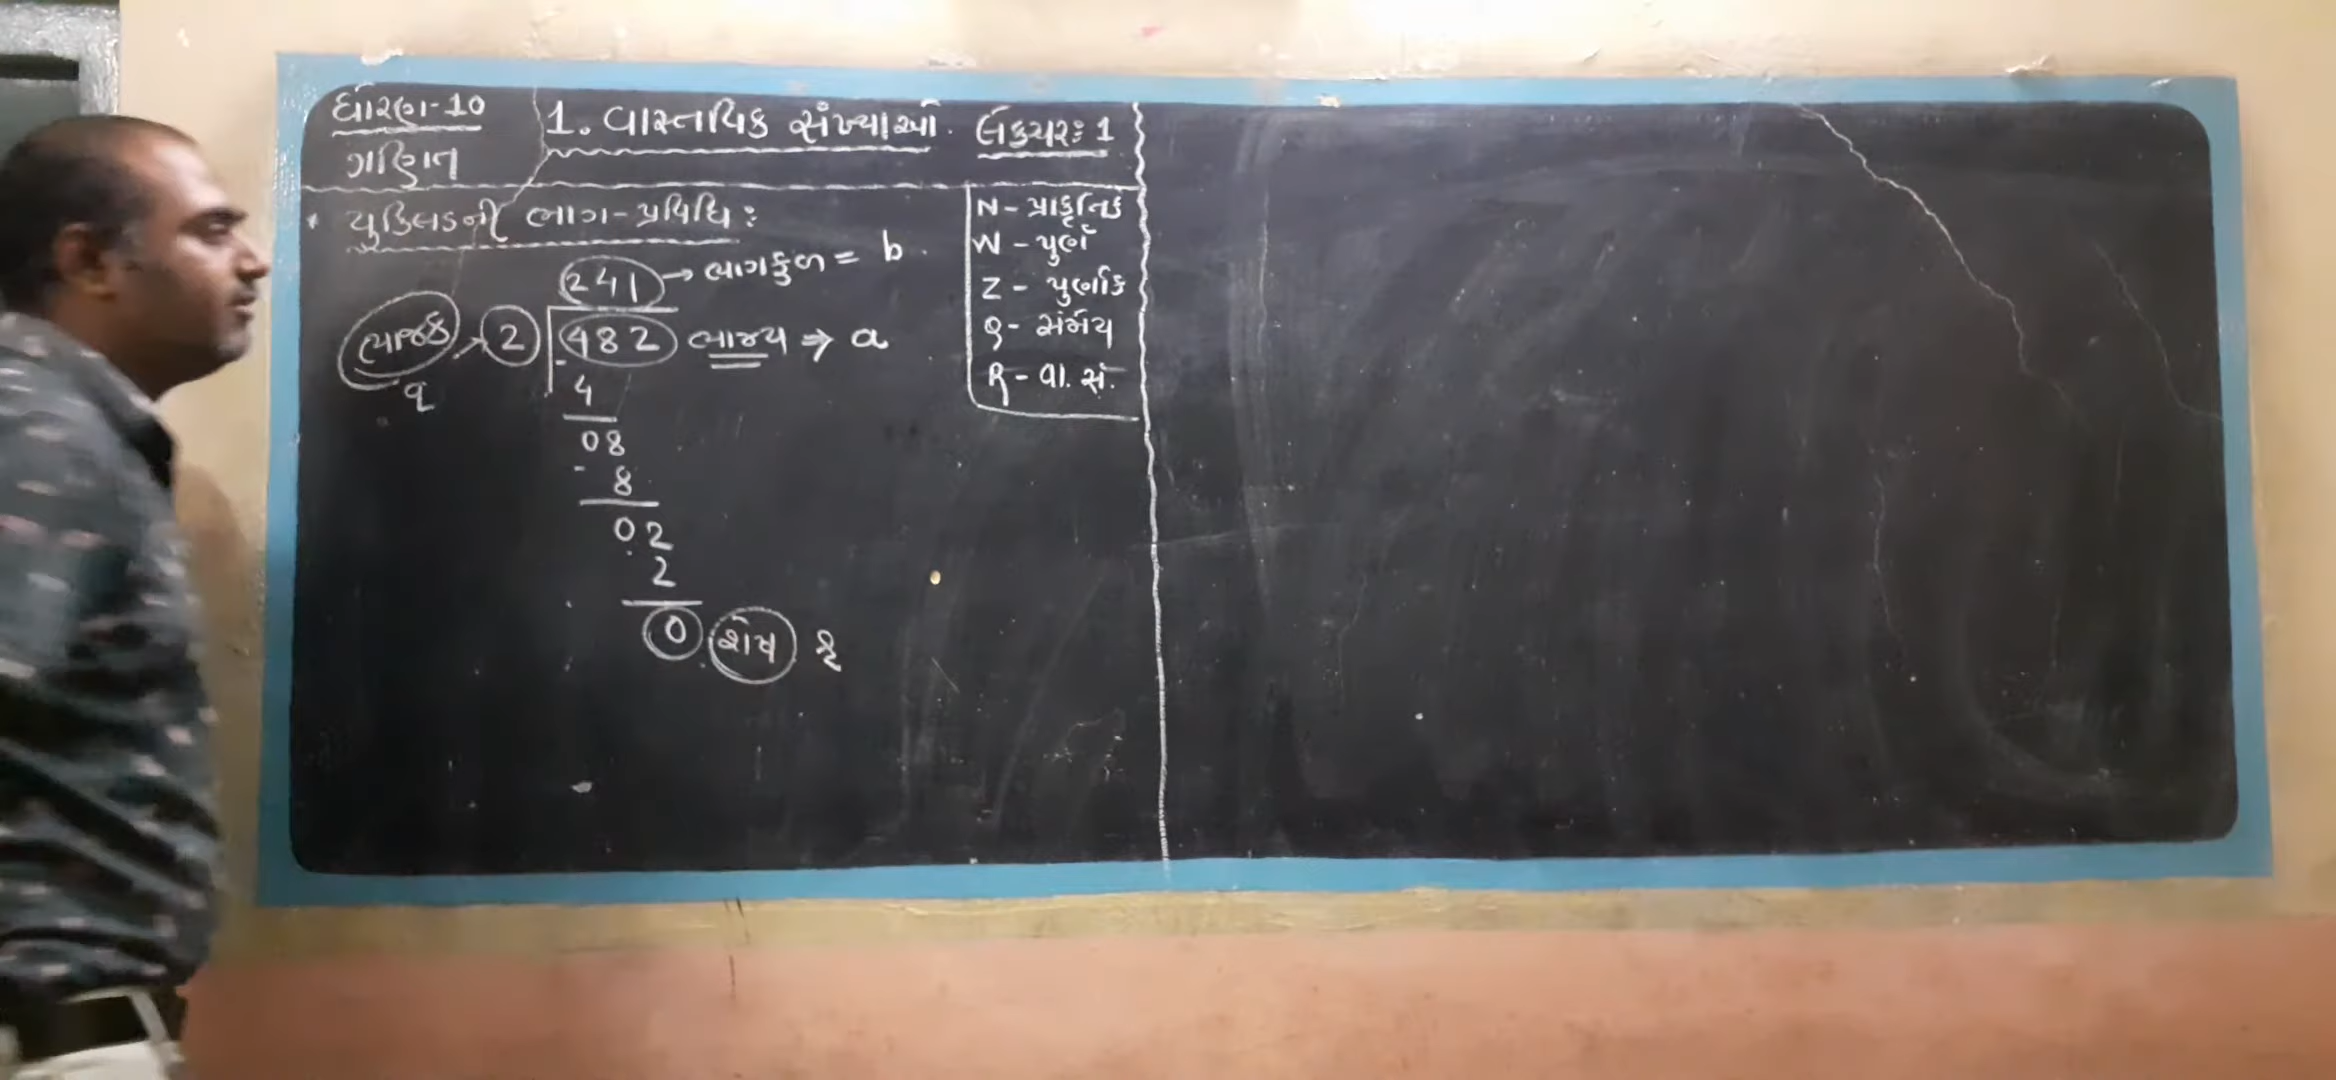 ધોરણ-10
ગણિત
1. વાસ્તવિક સંખ્યાઓ.
લેકચર: 1
* યુક્લિડની ભાગ-પ્રવિધિ:
N - પ્રાકૃતિક
W - પુર્ણ
Z - પુર્ણાંક
Q - સંમેય
R - વા. સં.
241 → ભાગફળ = b
ભાજક → 2 482 ભાજ્ય ⇒ a
q
- 4
08
- 8
02
2
0 શેષ r